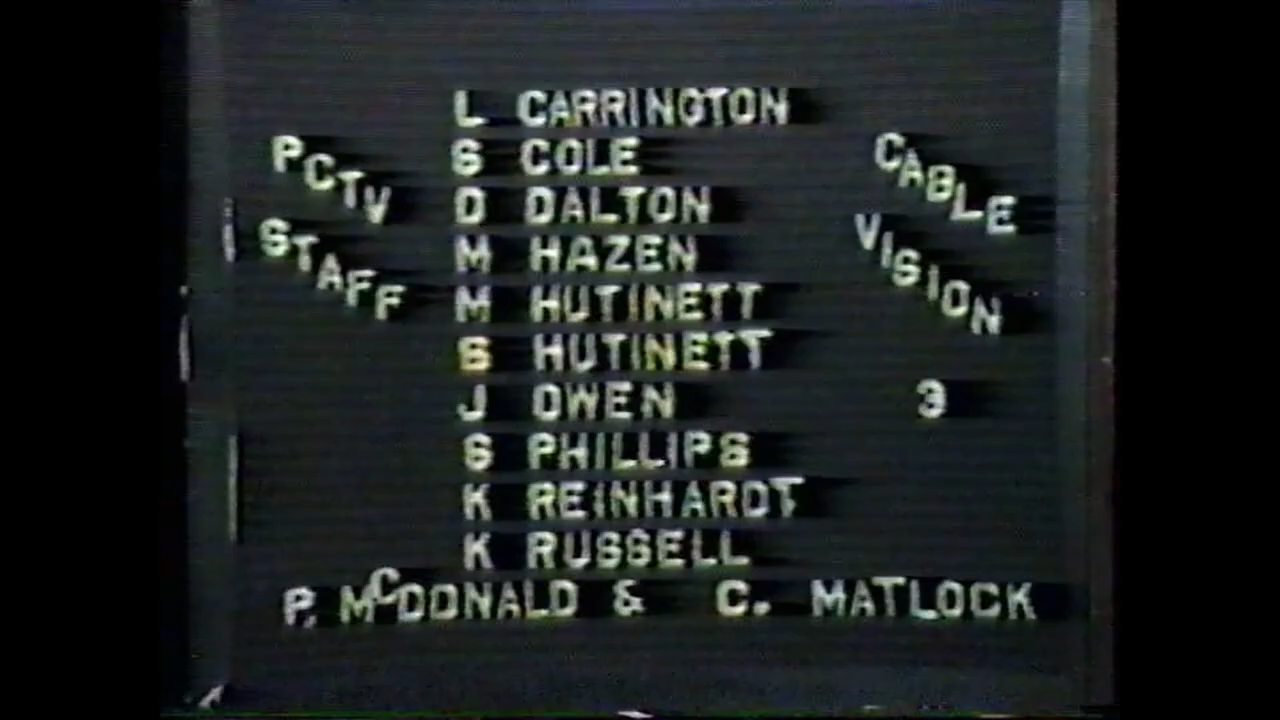 L CARRINGTON
S COLE
D DALTON
M HAZEN
M HUTINETT
S HUTINETT
J OWEN
S PHILLIPS
K REINHARDT
K RUSSELL
P. McDONALD & C. MATLOCK
PCTV
STAFF
CABLE
VISION
3